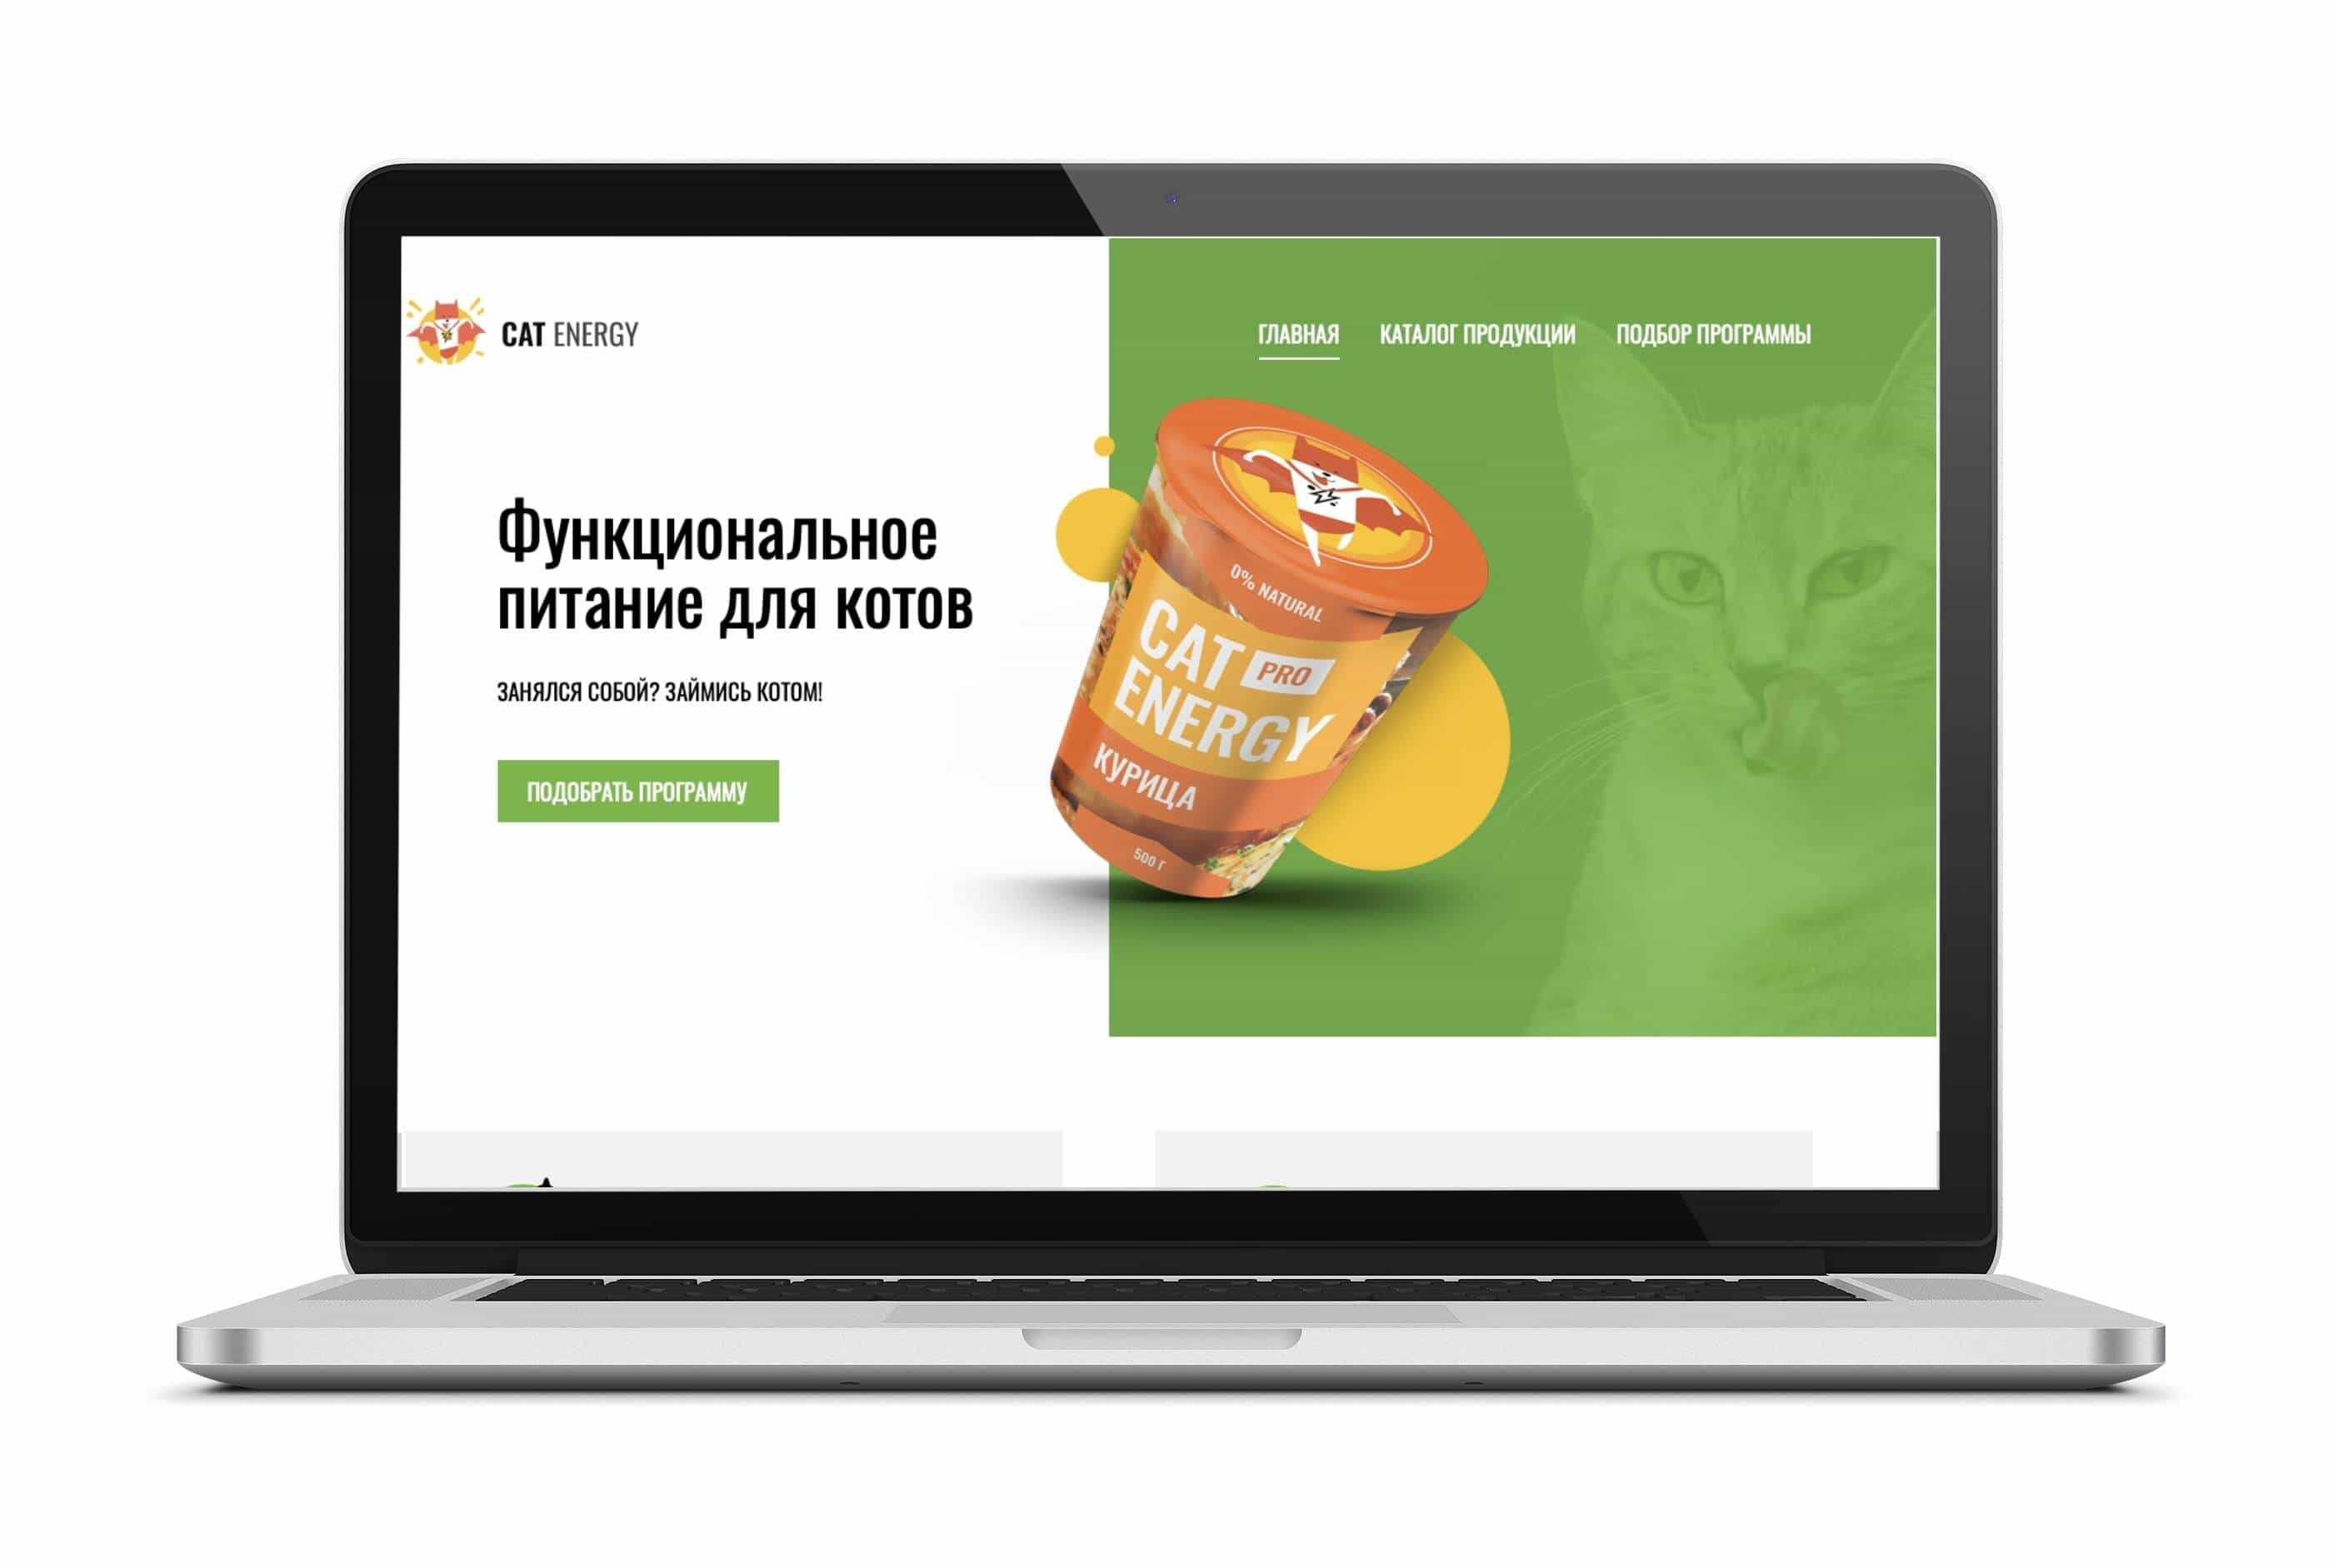 CAT ENERGY
ГЛАВНАЯ
КАТАЛОГ ПРОДУКЦИИ
ПОДБОР ПРОГРАММЫ
Функциональное
питание для котов
ЗАНЯЛСЯ СОБОЙ? ЗАЙМИСЬ КОТОМ!
ПОДОБРАТЬ ПРОГРАММУ
0% NATURAL
CAT PRO
ENERGY
КУРИЦА
500 Г